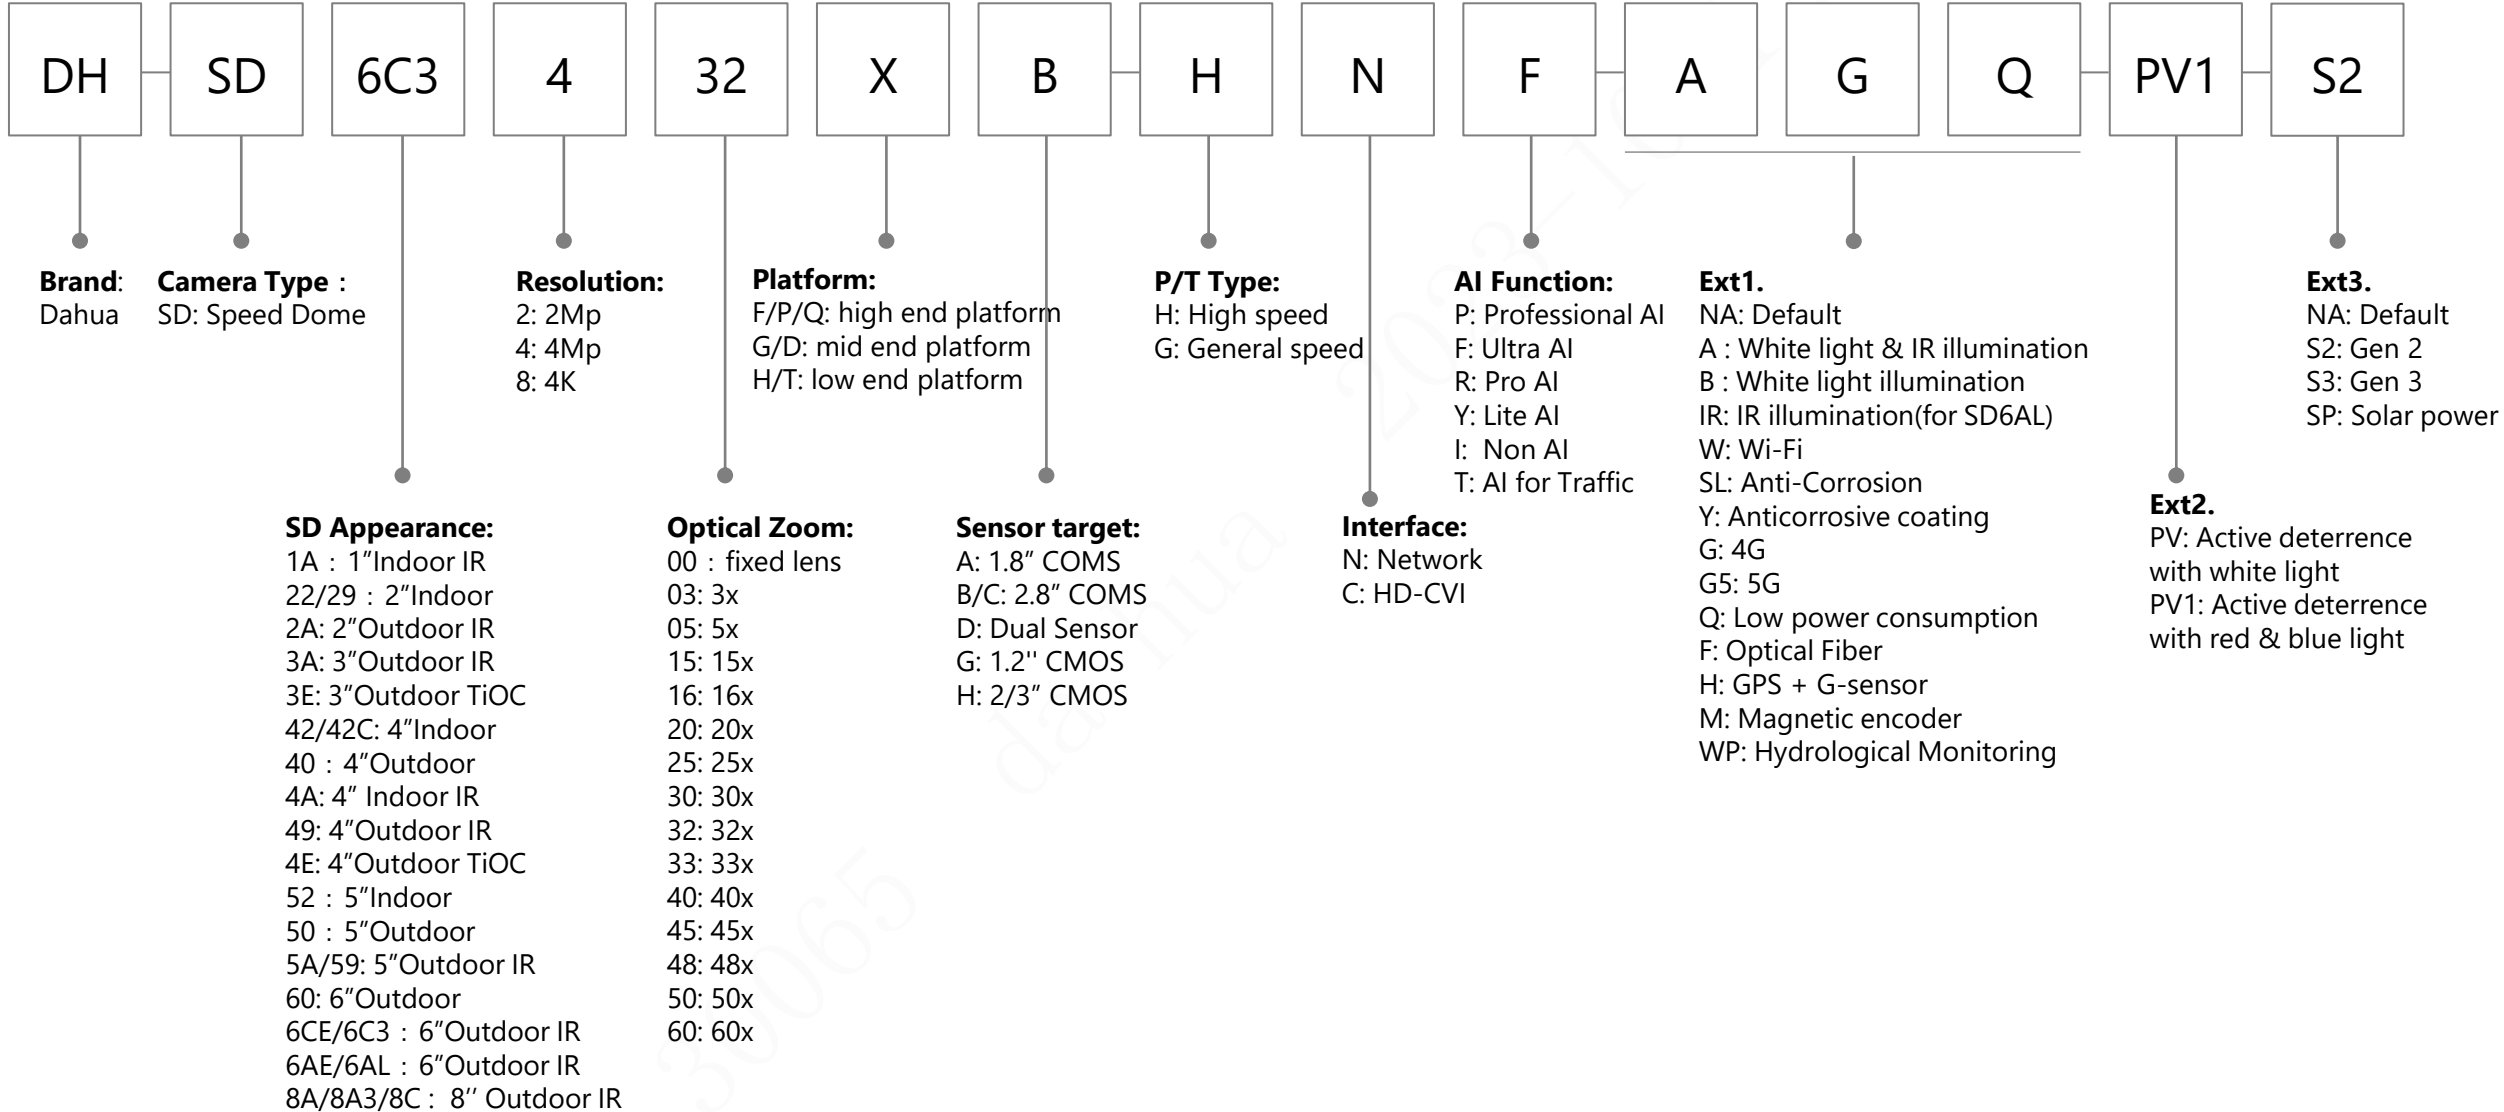 DH SD 6C3 4 32 X B H N F A G Q PV1 S2
Brand:
Dahua
Camera Type：
SD: Speed Dome
Resolution:
2: 2Mp
4: 4Mp
8: 4K
Platform:
F/P/Q: high end platform
G/D: mid end platform
H/T: low end platform
P/T Type:
H: High speed
G: General speed
AI Function:
P: Professional AI
F: Ultra AI
R: Pro AI
Y: Lite AI
I: Non AI
T: AI for Traffic
Ext1.
NA: Default
A : White light & IR illumination
B : White light illumination
IR: IR illumination(for SD6AL)
W: Wi-Fi
SL: Anti-Corrosion
Y: Anticorrosive coating
G: 4G
G5: 5G
Q: Low power consumption
F: Optical Fiber
H: GPS + G-sensor
M: Magnetic encoder
WP: Hydrological Monitoring
Ext3.
NA: Default
S2: Gen 2
S3: Gen 3
SP: Solar power
SD Appearance:
1A：1”Indoor IR
22/29：2”Indoor
2A: 2”Outdoor IR
3A: 3”Outdoor IR
3E: 3”Outdoor TiOC
42/42C: 4”Indoor
40：4”Outdoor
4A: 4” Indoor IR
49: 4”Outdoor IR
4E: 4”Outdoor TiOC
52：5”Indoor
50：5”Outdoor
5A/59: 5”Outdoor IR
60: 6”Outdoor
6CE/6C3：6”Outdoor IR
6AE/6AL：6”Outdoor IR
8A/8A3/8C : 8’’ Outdoor IR
Optical Zoom:
00：fixed lens
03: 3x
05: 5x
15: 15x
16: 16x
20: 20x
25: 25x
30: 30x
32: 32x
33: 33x
40: 40x
45: 45x
48: 48x
50: 50x
60: 60x
Sensor target:
A: 1.8” COMS
B/C: 2.8” COMS
D: Dual Sensor
G: 1.2'' CMOS
H: 2/3” CMOS
Interface:
N: Network
C: HD-CVI
Ext2.
PV: Active deterrence
with white light
PV1: Active deterrence
with red & blue light